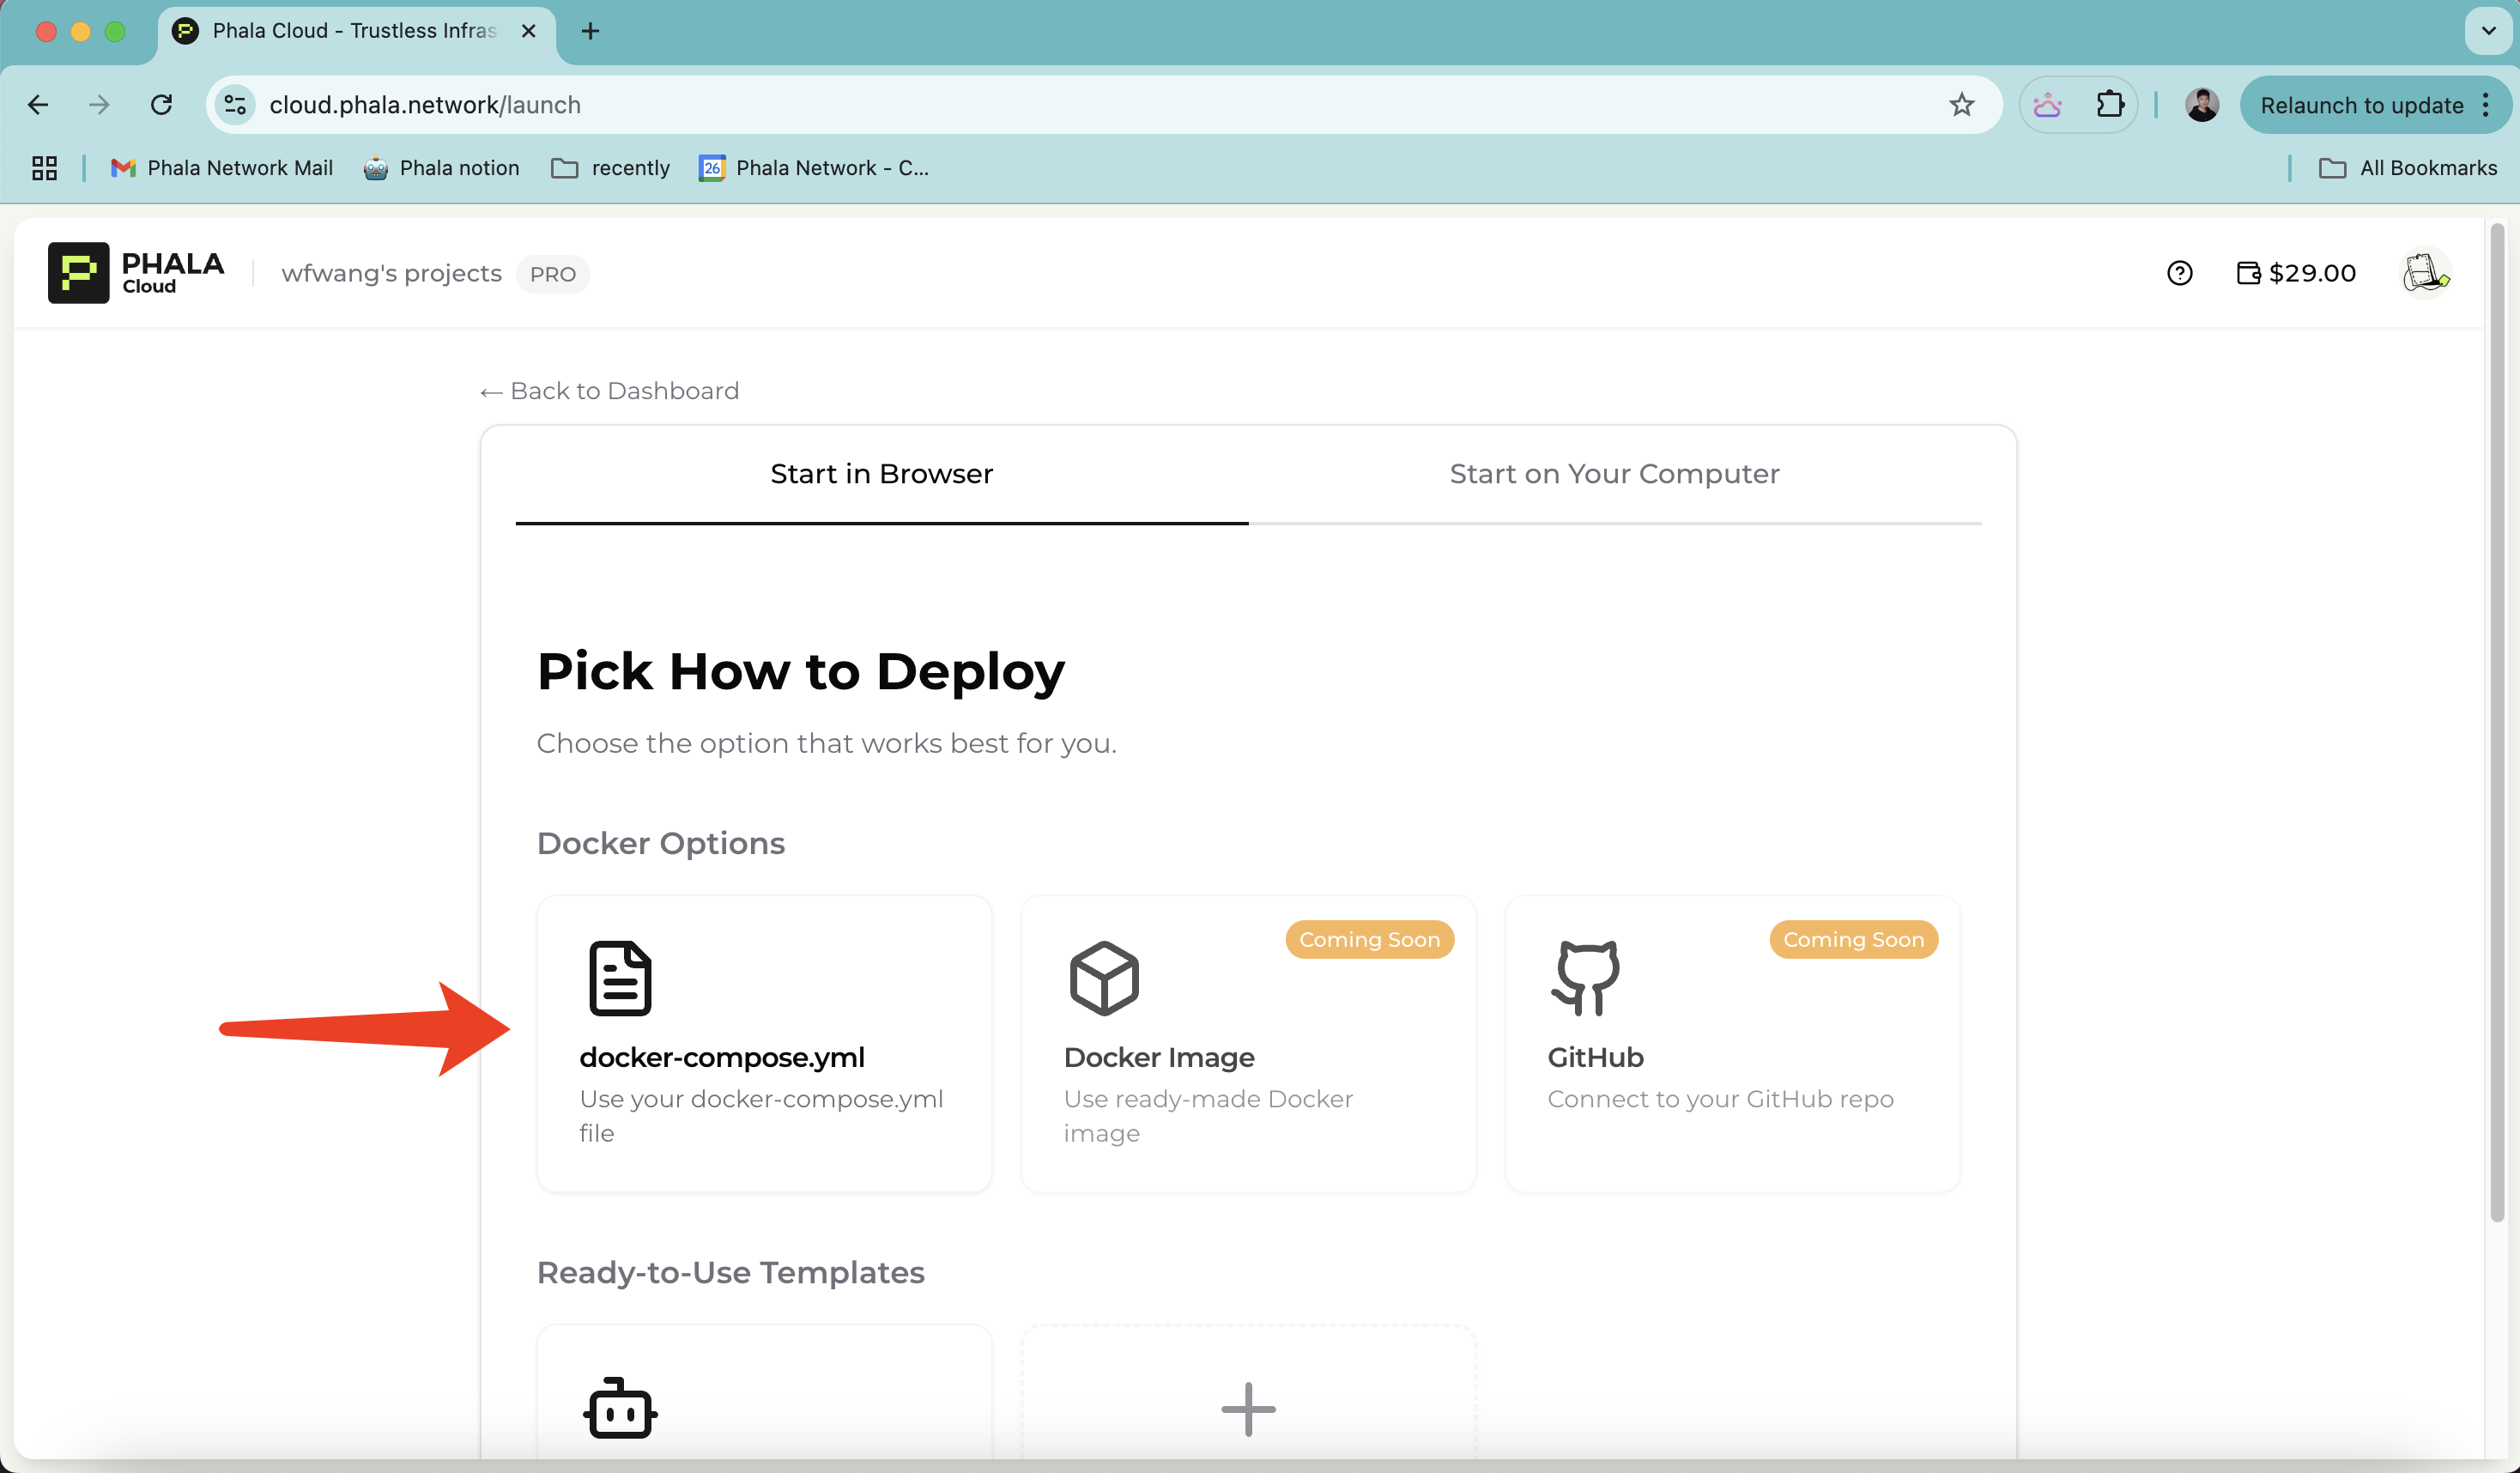 Phala Cloud - Trustless Infras
cloud.phala.network/launch
Relaunch to update
Phala Network Mail
Phala notion
recently
26
Phala Network - C...
All Bookmarks
PHALA
Cloud
wfwang's projects
PRO
$29.00
← Back to Dashboard
Start in Browser
Start on Your Computer
Pick How to Deploy
Choose the option that works best for you.
Docker Options
docker-compose.yml
Use your docker-compose.yml
file
Coming Soon
Docker Image
Use ready-made Docker
image
Coming Soon
GitHub
Connect to your GitHub repo
Ready-to-Use Templates